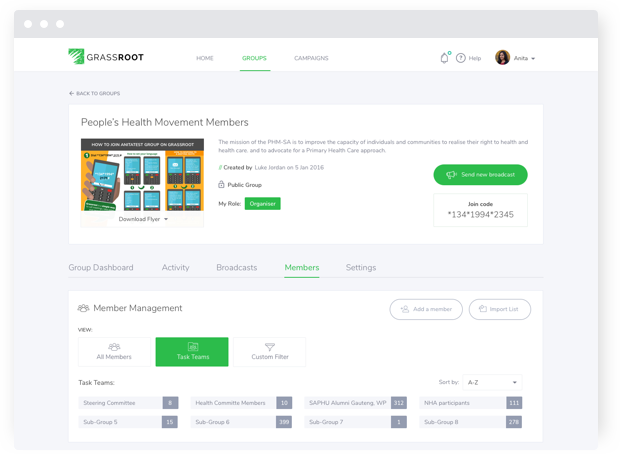 GRASSROOT
HOME
GROUPS
CAMPAIGNS
Help
Anita
BACK TO GROUPS
People's Health Movement Members
HOW TO JOIN AMITATEST GROUP ON GRASSROOT
Download Flyer
The mission of the PHM-SA is to improve the capacity of individuals and communities to realise their right to health and
health care, and to advocate for a Primary Health Care approach.
Created by Luke Jordan on 5 Jan 2016
Public Group
My Role: Organiser
Send new broadcast
Join code
*134*1994*2345
Group Dashboard
Activity
Broadcasts
Members
Settings
Member Management
Add a member
Import List
VIEW:
All Members
Task Teams
Custom Filter
Task Teams:
Sort by: A-Z
Steering Committee 8
Health Committe Members 10
SAPHU Alumni Gauteng, WP 312
NHA participants 111
Sub-Group 5 15
Sub-Group 6 399
Sub-Group 7 1
Sub-Group 8 278